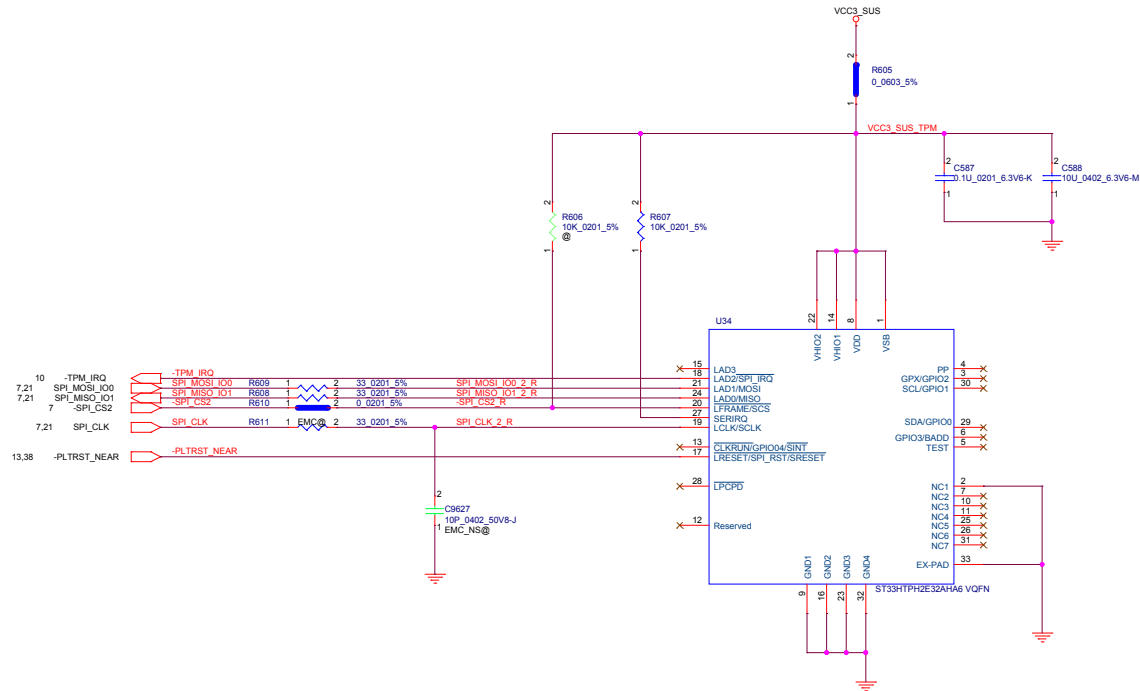 VCC3_SUS
2
R605
0_0603_5%
1
VCC3_SUS_TPM
2
C587
0.1U_0201_6.3V6-K
1
2
C588
10U_0402_6.3V6-M
1
2
R606
10K_0201_5%
@
1
2
R607
10K_0201_5%
1
U34
22
14
8
1
VHIO2
VHIO1
VDD
VSB
10 -TPM_IRQ -TPM_IRQ
7,21 SPI_MOSI_IO0 SPI_MOSI_IO0 R609 1 2 33_0201_5% SPI_MOSI_IO0_2_R
7,21 SPI_MISO_IO1 SPI_MISO_IO1 R608 1 2 33_0201_5% SPI_MISO_IO1_2_R
7 -SPI_CS2 -SPI_CS2 R610 1 2 0_0201_5% -SPI_CS2_R
7,21 SPI_CLK SPI_CLK R611 1 EMC@ 2 33_0201_5% SPI_CLK_2_R
13,38 -PLTRST_NEAR -PLTRST_NEAR
15 LAD3
18 LAD2/SPI_IRQ
21 LAD1/MOSI
24 LAD0/MISO
20 LFRAME/SCS
27 SERIRQ
19 LCLK/SCLK
13 CLKRUN/GPIO04/SINT
17 LRESET/SPI_RST/SRESET
28 LPCPD
12 Reserved
PP 4
GPX/GPIO2 3
SCL/GPIO1 30
SDA/GPIO0 29
GPIO3/BADD 6
TEST 5
NC1 2
NC2 7
NC3 10
NC4 11
NC5 25
NC6 26
NC7 31
EX-PAD 33
2
C9627
10P_0402_50V8-J
1 EMC_NS@
GND1
GND2
GND3
GND4
9
16
23
32
ST33HTPH2E32AHA6 VQFN